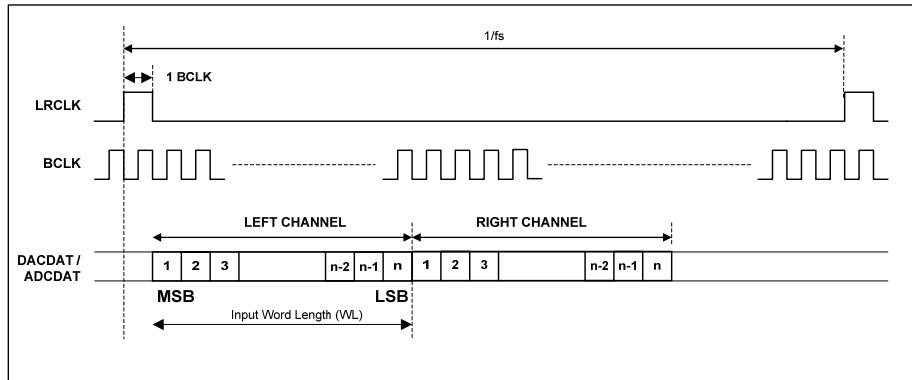 1/fs
1 BCLK
LRCLK
BCLK
LEFT CHANNEL RIGHT CHANNEL
DACDAT /
ADCDAT
1 2 3 n-2 n-1 n 1 2 3 n-2 n-1 n
MSB LSB
Input Word Length (WL)